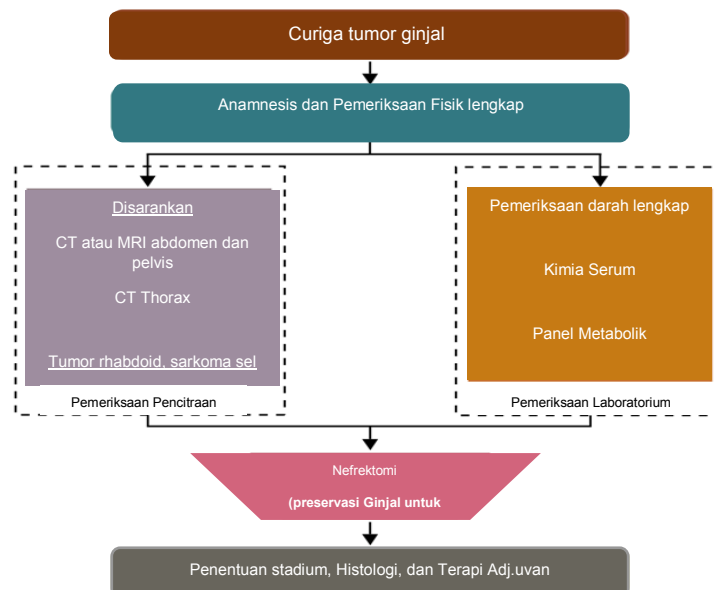 Curiga tumor ginjal
Anamnesis dan Pemeriksaan Fisik lengkap
Disarankan
CT atau MRI abdomen dan
pelvis
CT Thorax
Tumor rhabdoid, sarkoma sel
Pemeriksaan Pencitraan
Pemeriksaan darah lengkap
Kimia Serum
Panel Metabolik
Pemeriksaan Laboratorium
Nefrektomi
(preservasi Ginjal untuk
Penentuan stadium, Histologi, dan Terapi Adj.uvan